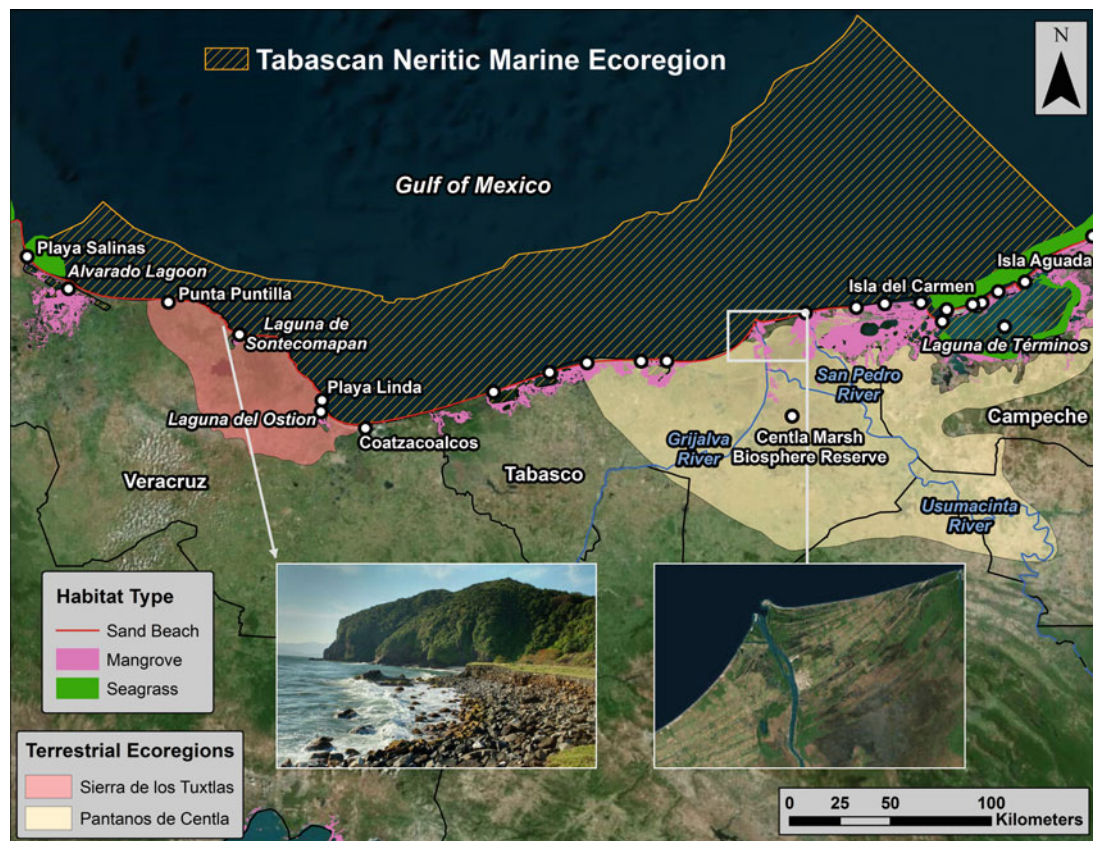 Tabascan Neritic Marine Ecoregion
N
Gulf of Mexico
Playa Salinas
Alvarado Lagoon
Punta Puntilla
Laguna de
Sontecomapan
Playa Linda
Laguna del Ostion
Coatzacoalcos
Isla Aguada
Isla del Carmen
Laguna de Términos
San Pedro
River
Campeche
Centla Marsh
Biosphere Reserve
Grijalva
River
Tabasco
Veracruz
Usumacinta
River
Habitat Type
Sand Beach
Mangrove
Seagrass
Terrestrial Ecoregions
Sierra de los Tuxtlas
Pantanos de Centla
0 25 50 100
Kilometers